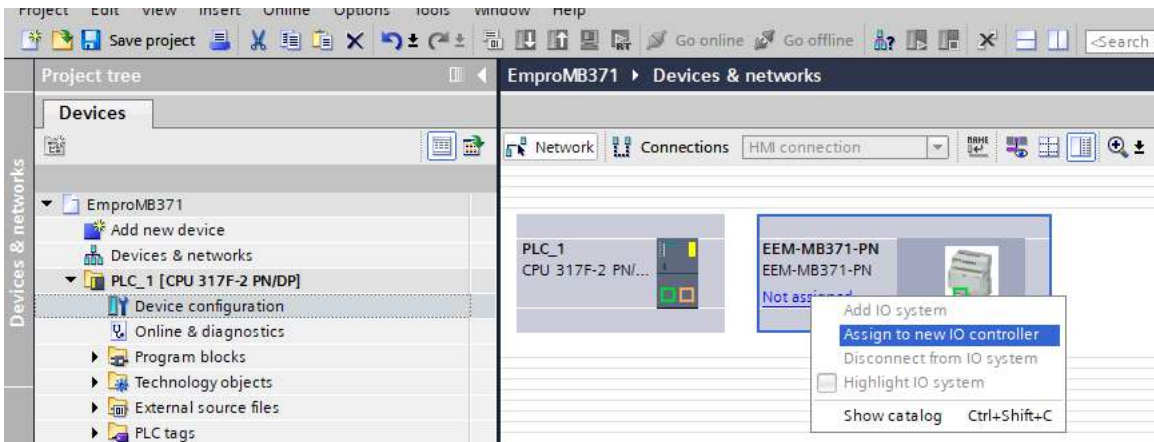 Project Edit View Insert Online Options Tools Window Help
Save project Go online Go offline <Search
Project tree
EmproMB371 Devices & networks
Devices
Network Connections HMI connection
Devices & networks
EmproMB371
Add new device
Devices & networks
PLC_1 [CPU 317F-2 PN/DP]
Device configuration
Online & diagnostics
Program blocks
Technology objects
External source files
PLC tags
PLC_1
CPU 317F-2 PN/...
EEM-MB371-PN
EEM-MB371-PN
Not assigned
Add IO system
Assign to new IO controller
Disconnect from IO system
Highlight IO system
Show catalog Ctrl+Shift+C